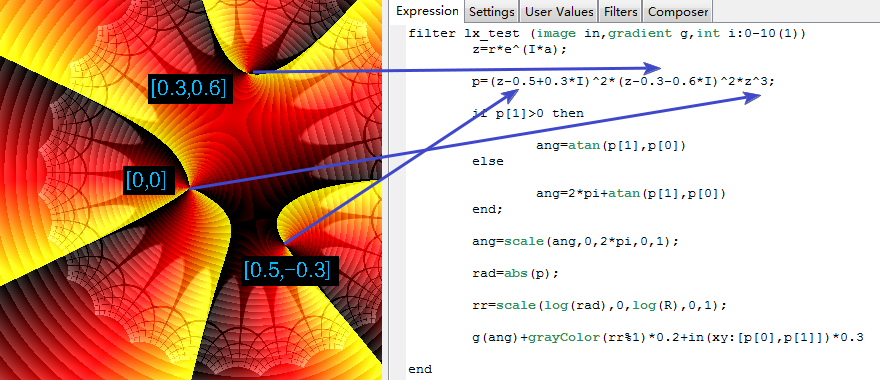 [0.3,0.6]
[0,0]
[0.5,−0.3]
Expression Settings User Values Filters Composer
filter lx_test (image in,gradient g,int i:0-10(1))
z=r*e^(I*a);
p=(z-0.5+0.3*I)^2*(z-0.3-0.6*I)^2*z^3;
if p[1]>0 then
ang=atan(p[1],p[0])
else
ang=2*pi+atan(p[1],p[0])
end;
ang=scale(ang,0,2*pi,0,1);
rad=abs(p);
rr=scale(log(rad),0,log(R),0,1);
g(ang)+grayColor(rr%1)*0.2+in(xy:[p[0],p[1]])*0.3
end